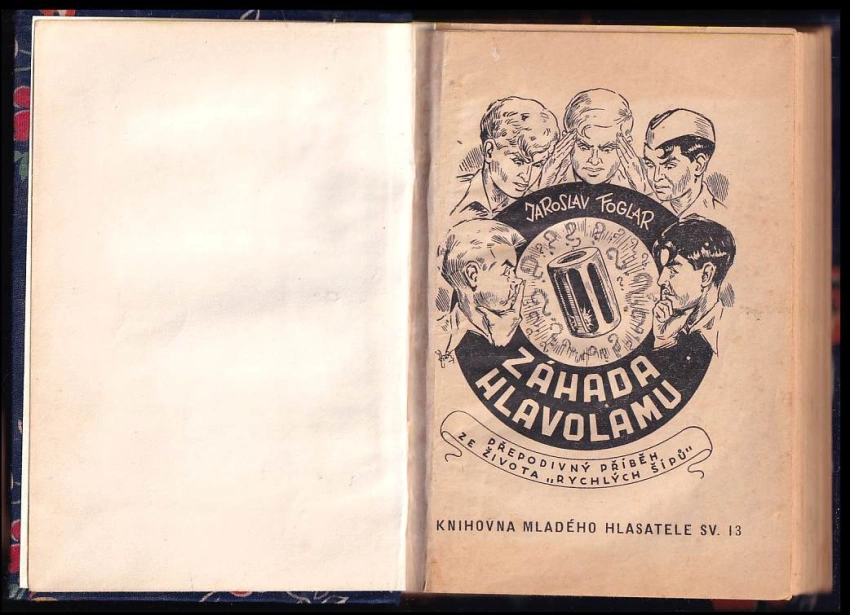 JAROSLAV FOGLAR
ZÁHADA
HLAVOLAMU
PŘEPODIVNÝ PŘÍBĚH
ZE ŽIVOTA „RYCHLÝCH ŠÍPŮ"
KNIHOVNA MLADÉHO HLASATELE SV. 13